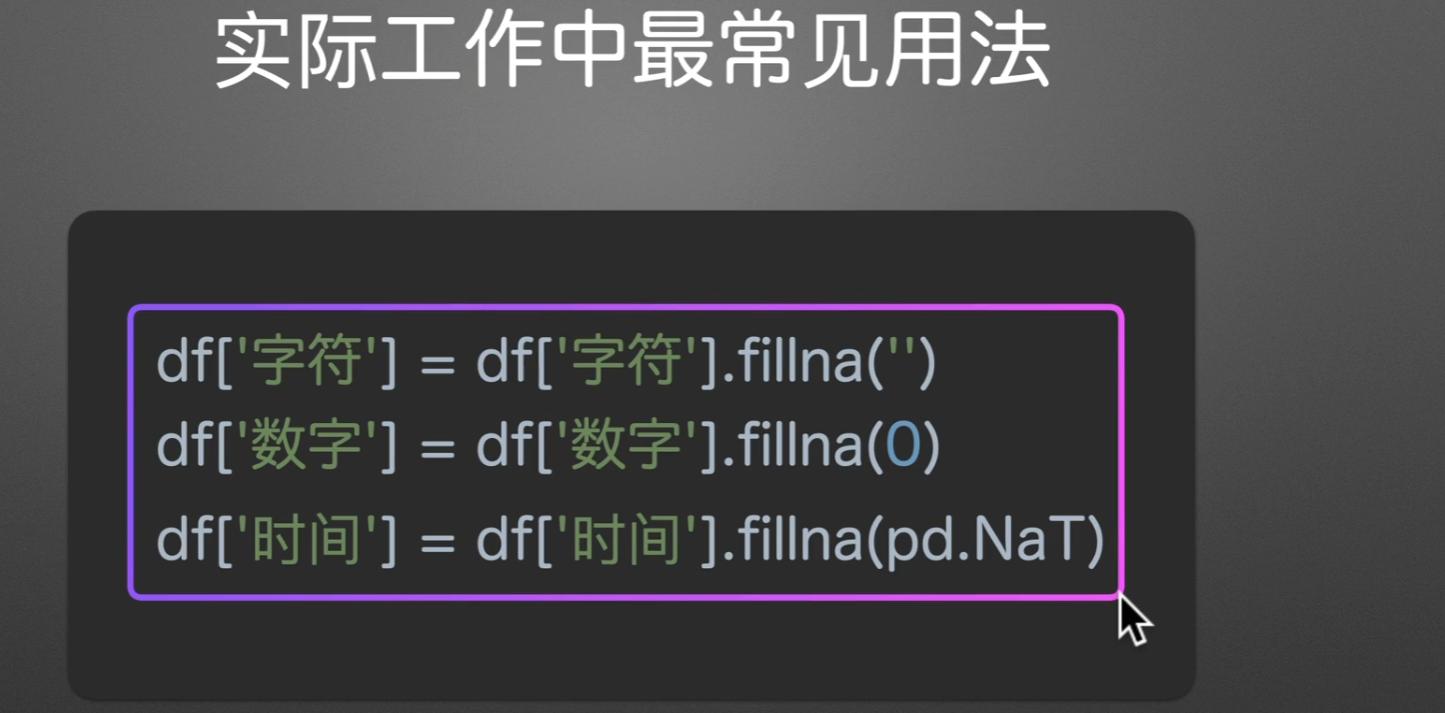 实际工作中最常见用法
df['字符'] = df['字符'].fillna('')
df['数字'] = df['数字'].fillna(0)
df['时间'] = df['时间'].fillna(pd.NaT)